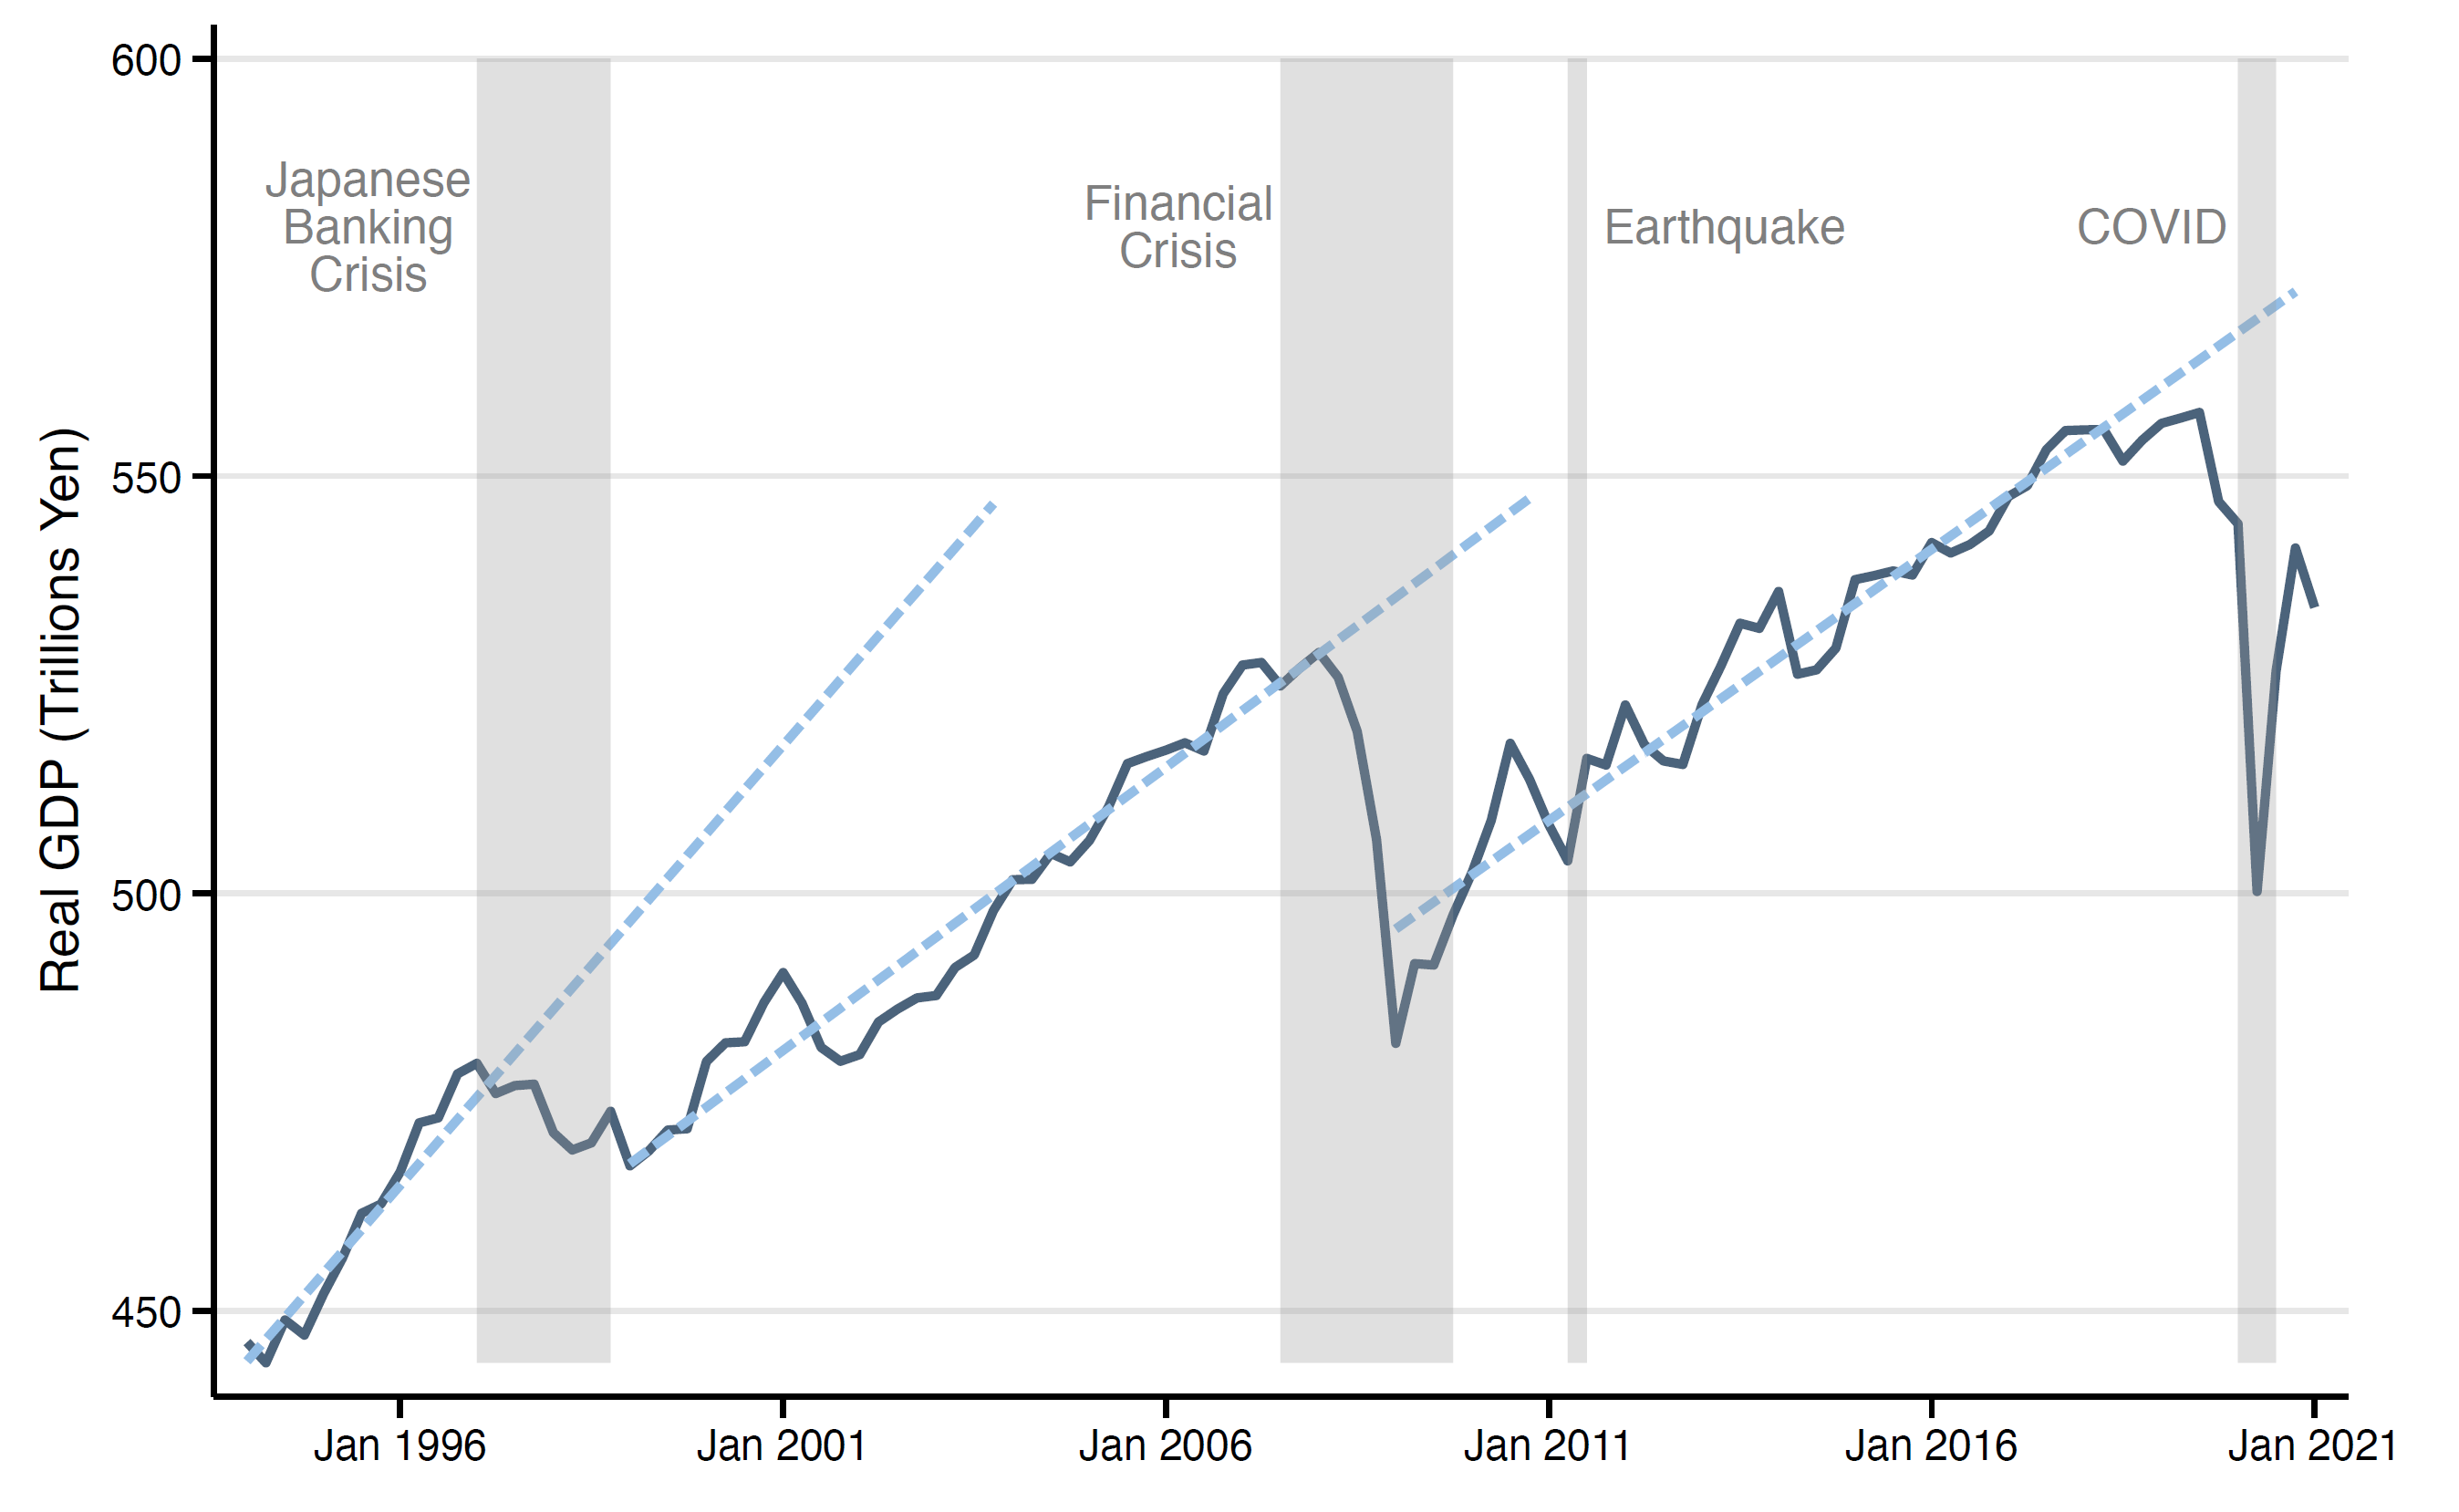 600
550
500
450
Real GDP (Trillions Yen)
Japanese
Banking
Crisis
Financial
Crisis
Earthquake
COVID
Jan 1996
Jan 2001
Jan 2006
Jan 2011
Jan 2016
Jan 2021